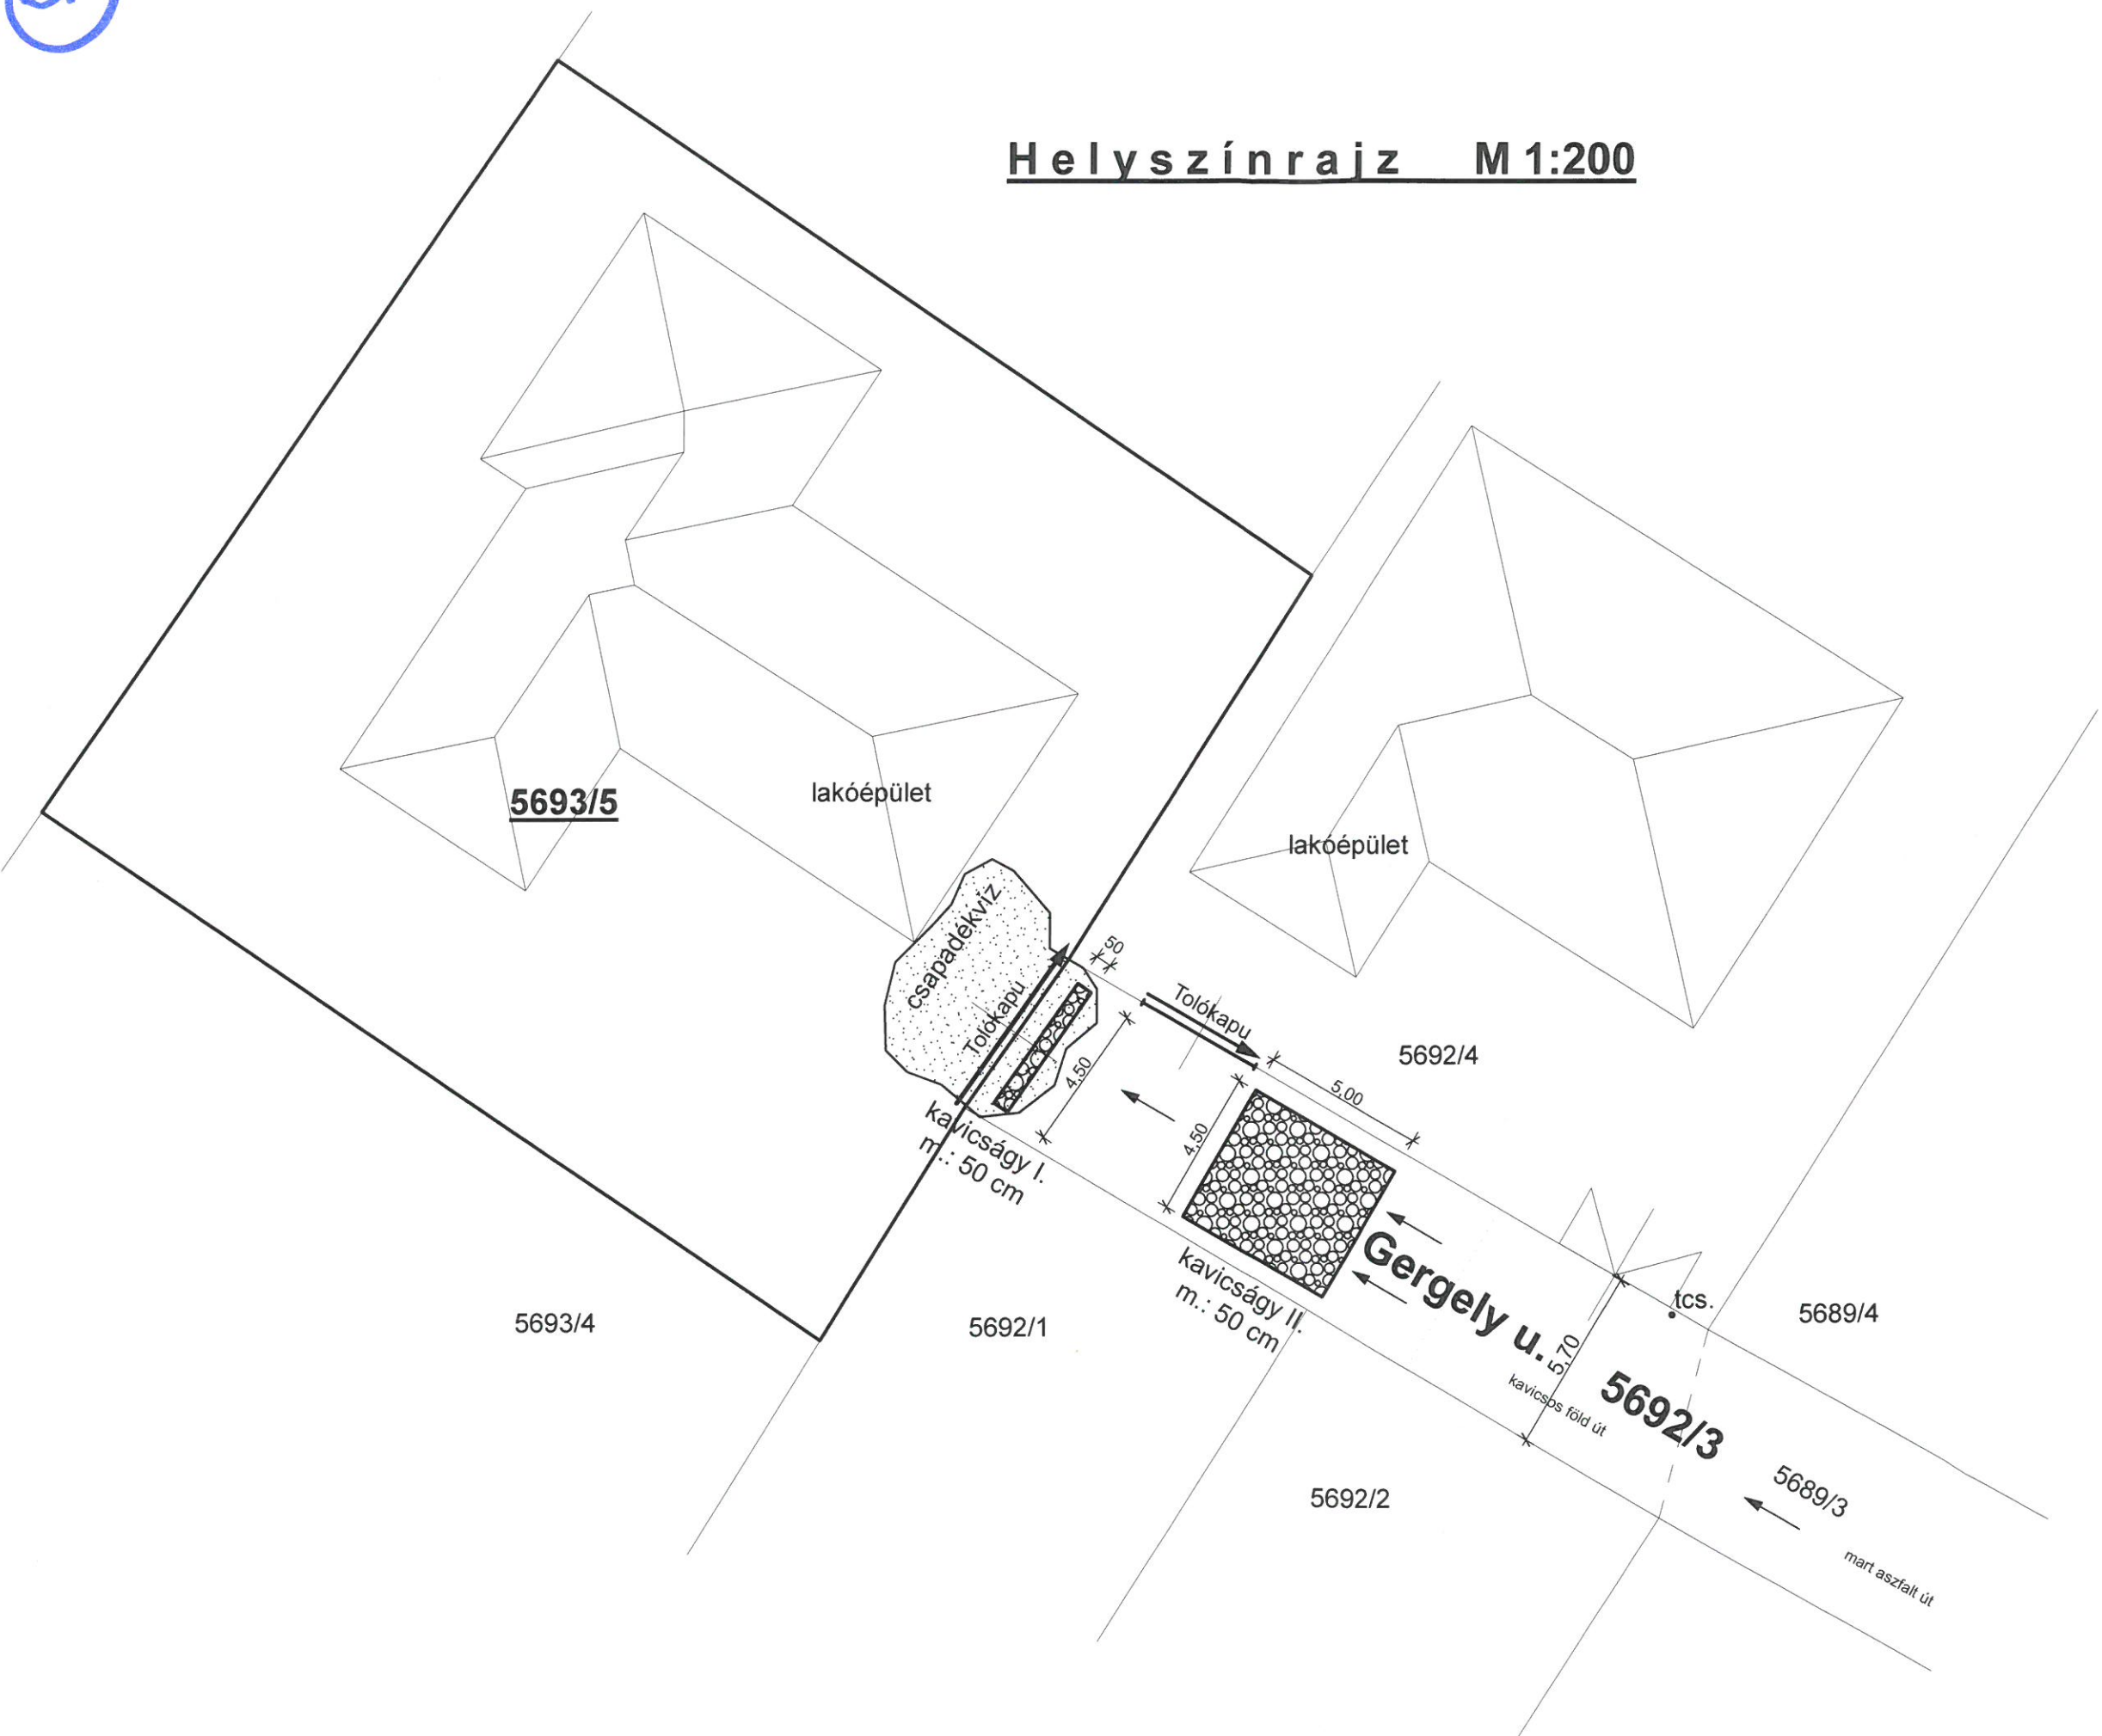 Helyszínrajz M 1:200
5693/5
lakóépület
lakóépület
csapadékvíz
Tolókapu
50
Tolókapu
4,50
5692/4
5,00
4,50
kavicságy I.
m.: 50 cm
kavicságy II.
m.: 50 cm
Gergely u.
tcs.
5689/4
5693/4
5692/1
5,70
kavicsos föld út
5692/3
5692/2
5689/3
mart aszfalt út